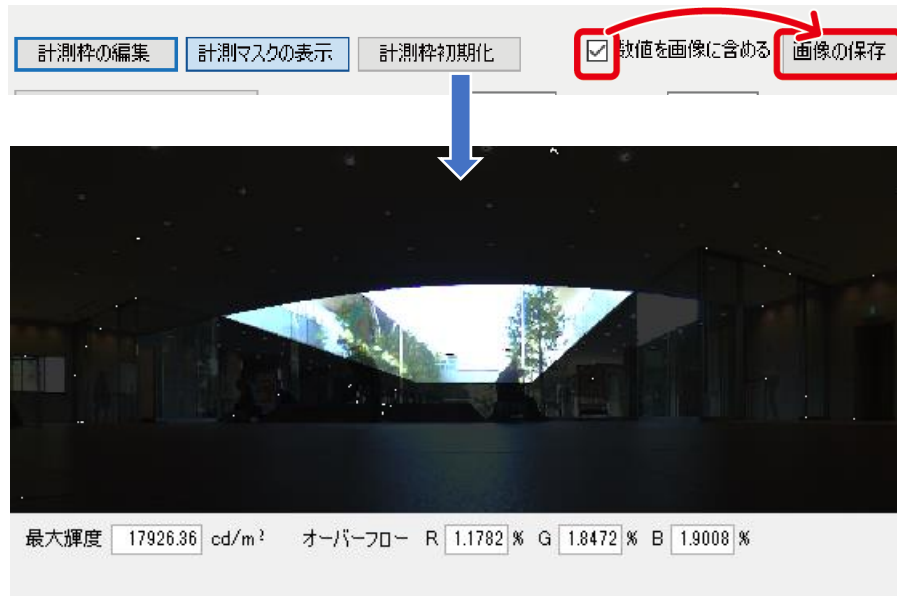 計測枠の編集 計測マスクの表示 計測枠初期化 数値を画像に含める 画像の保存
最大輝度 17926.36 cd/m² オーバーフロー R 1.1782 % G 1.8472 % B 1.9008 %